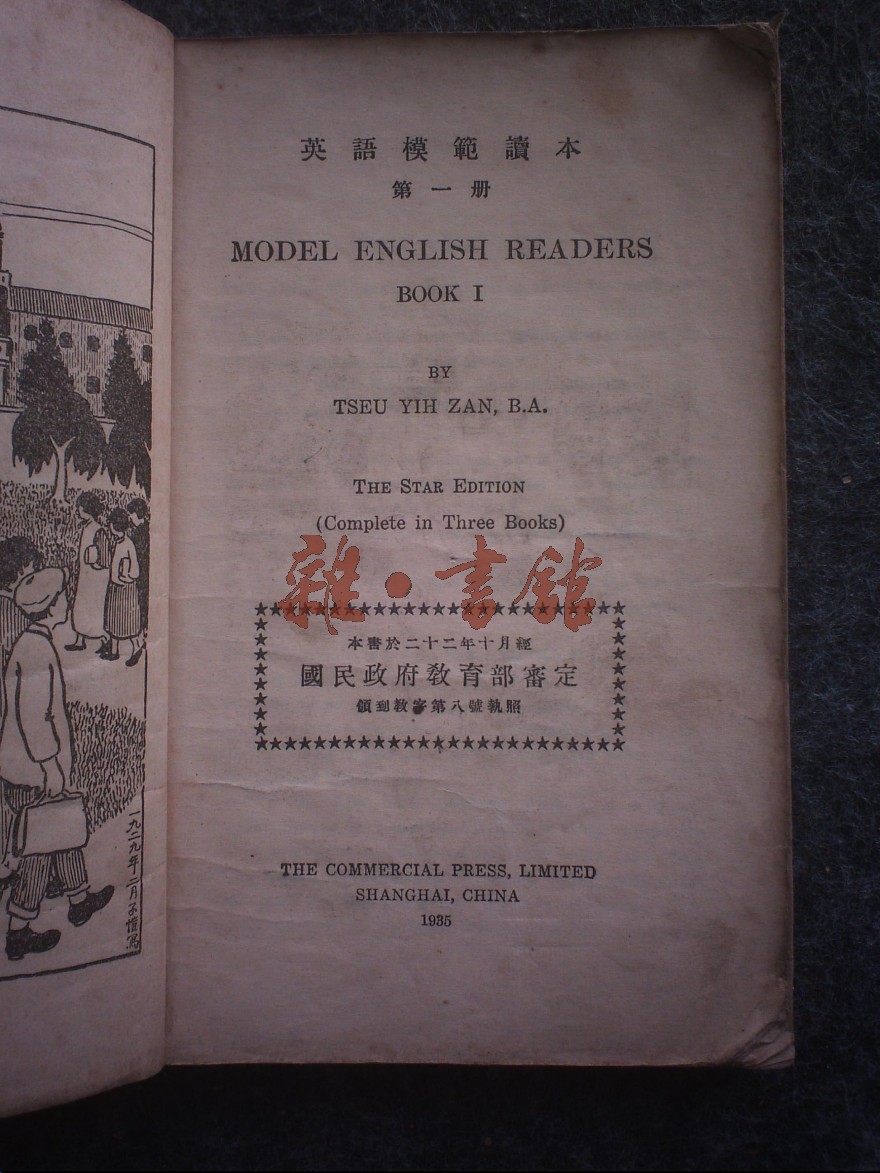 英語模範讀本
第一册
MODEL ENGLISH READERS
BOOK I
BY
TSEU YIH ZAN, B.A.
THE STAR EDITION
(Complete in Three Books)
雜·書館
本書於二十二年十月經
國民政府教育部審定
領到教字第八號執照
THE COMMERCIAL PRESS, LIMITED
SHANGHAI, CHINA
1935
一九二九年二月子愷寫